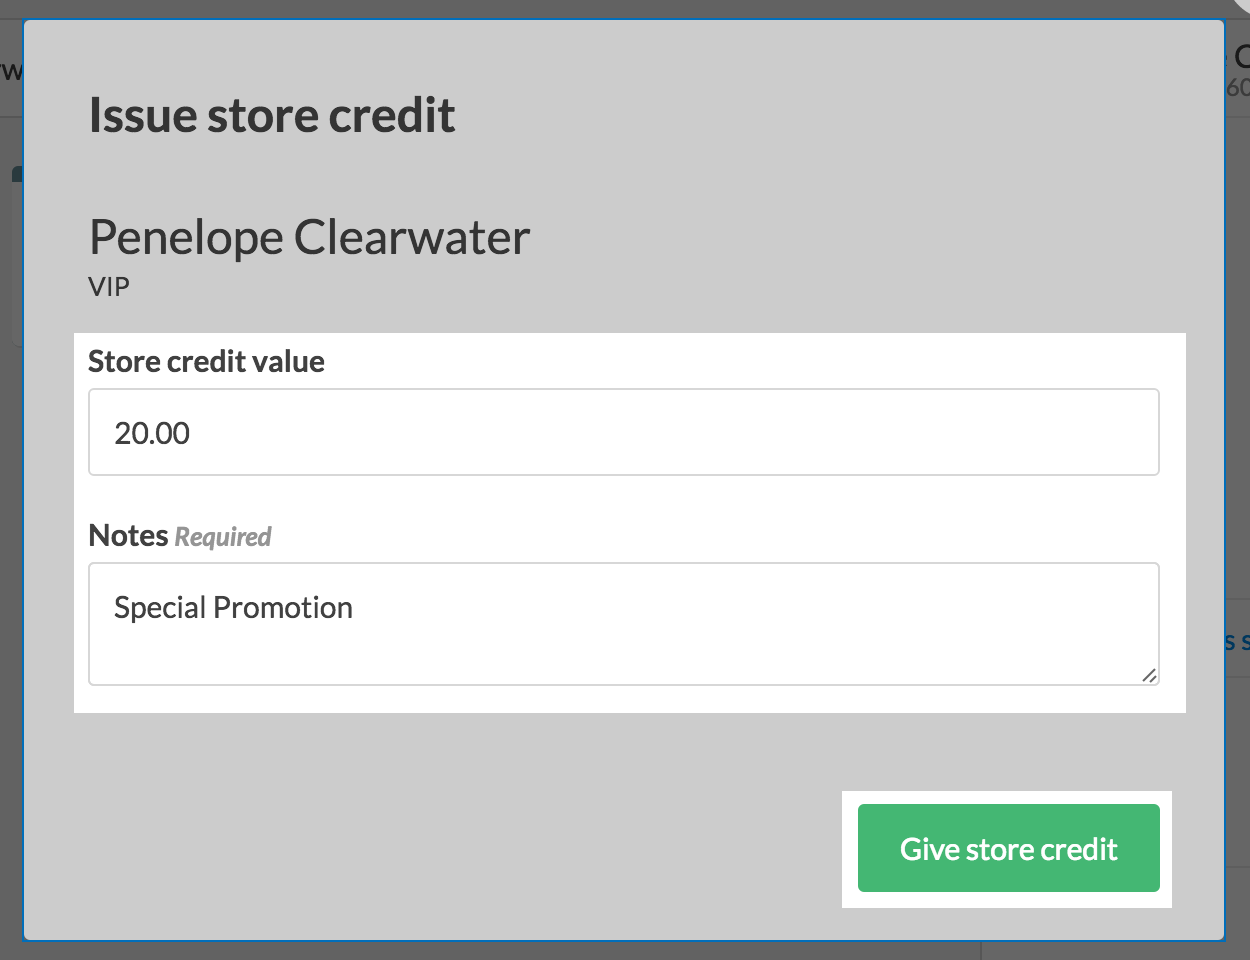 Issue store credit
Penelope Clearwater
VIP
Store credit value
20.00
Notes Required
Special Promotion
Give store credit